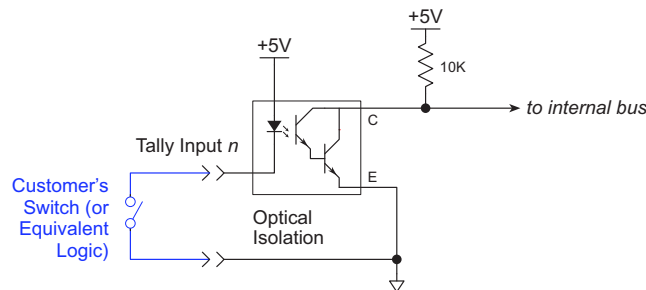 +5V
+5V
10K
C
to internal bus
Tally Input n
E
Customer's
Switch (or
Equivalent
Logic)
Optical
Isolation